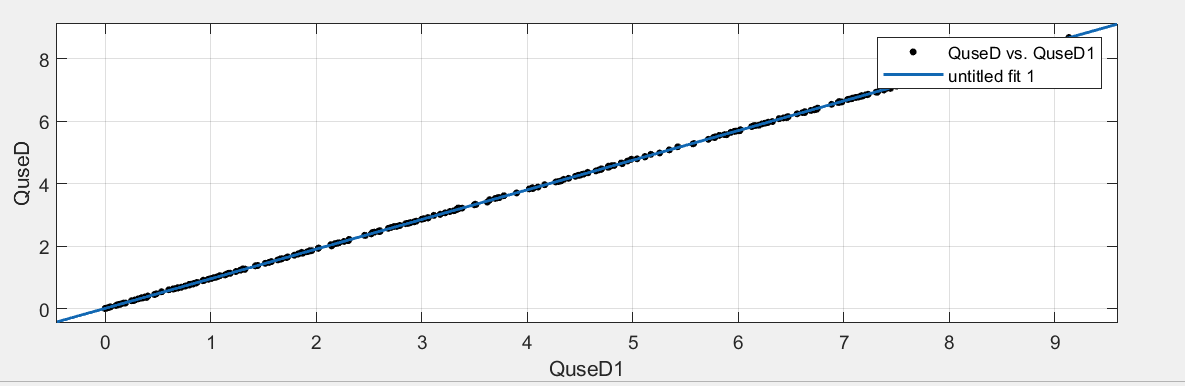 8
6
4
2
0
QuseD
QuseD vs. QuseD1
untitled fit 1
0 1 2 3 4 5 6 7 8 9
QuseD1